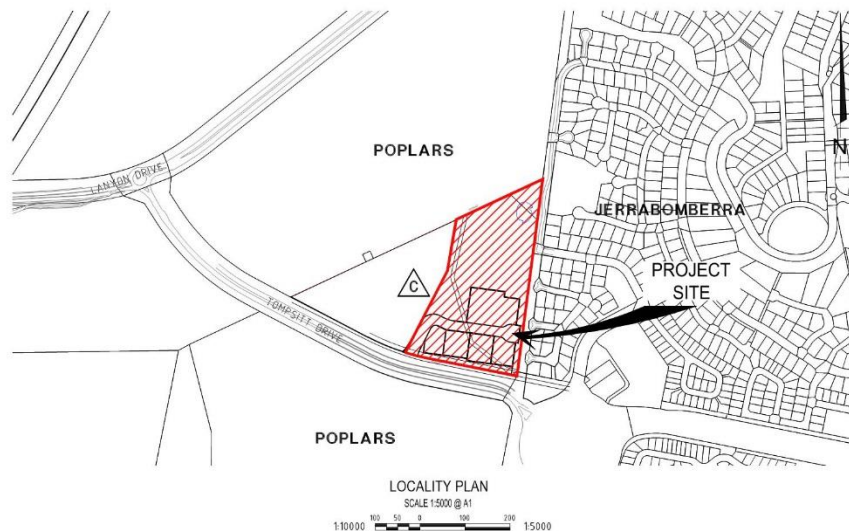 POPLARS
N
LANYON DRIVE
JERRABOMBERRA
PROJECT
SITE
C
TOMPSITT DRIVE
POPLARS
LOCALITY PLAN
SCALE 1:5000 @ A1
100 50 0 100 200
1:10000 1:5000